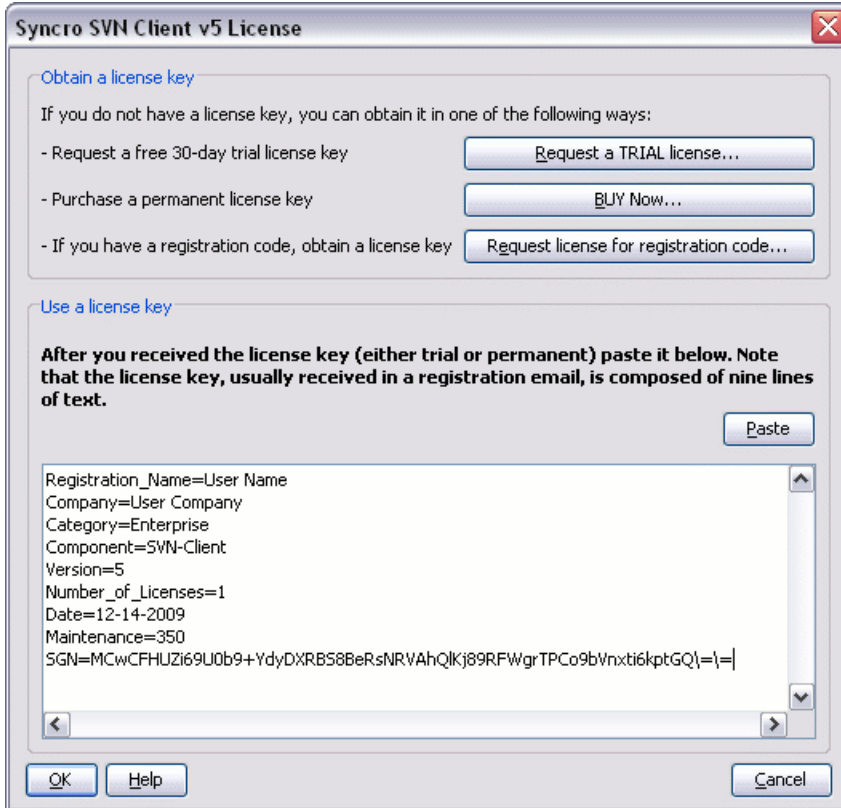 Syncro SVN Client v5 License
Obtain a license key
If you do not have a license key, you can obtain it in one of the following ways:
- Request a free 30-day trial license key
Request a TRIAL license...
- Purchase a permanent license key
BUY Now...
- If you have a registration code, obtain a license key
Request license for registration code...
Use a license key
After you received the license key (either trial or permanent) paste it below. Note
that the license key, usually received in a registration email, is composed of nine lines
of text.
Paste
Registration_Name=User Name
Company=User Company
Category=Enterprise
Component=SVN-Client
Version=5
Number_of_Licenses=1
Date=12-14-2009
Maintenance=350
SGN=MCwCFHUZi69U0b9+YdyDXRBS8BeRsNRVAhQlKj89RFWgrTPCo9bVnxti6kptGQ\=\=
OK
Help
Cancel